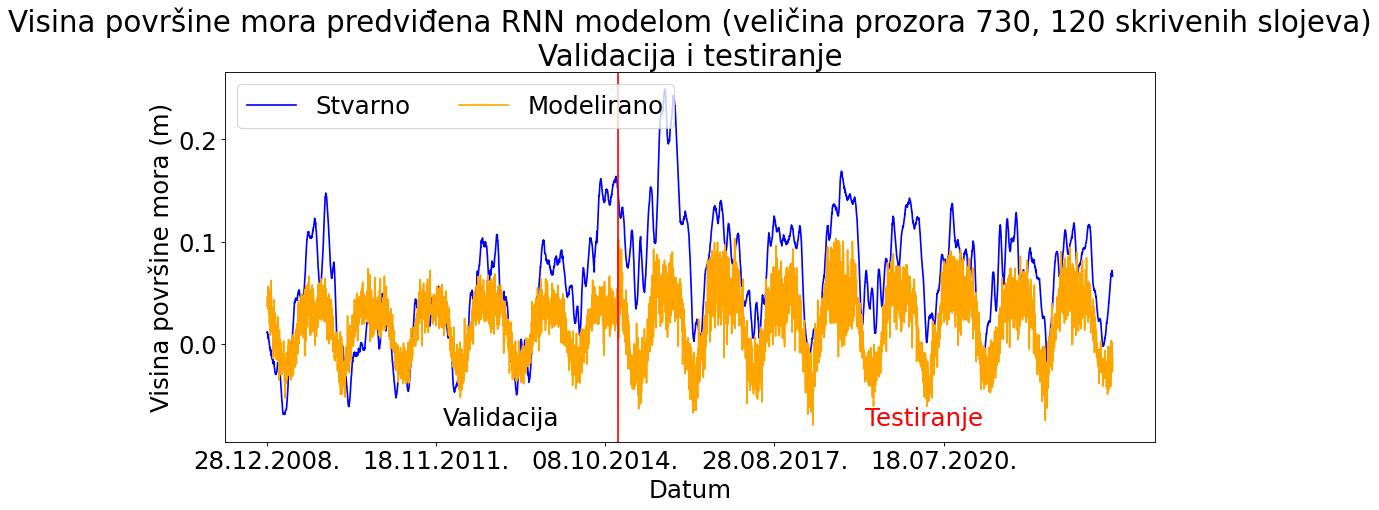 Visina površine mora predviđena RNN modelom (veličina prozora 730, 120 skrivenih slojeva)
Validacija i testiranje
Stvarno
Modelirano
Visina površine mora (m)
0.2
0.1
0.0
Validacija
Testiranje
28.12.2008.
18.11.2011.
08.10.2014.
28.08.2017.
18.07.2020.
Datum